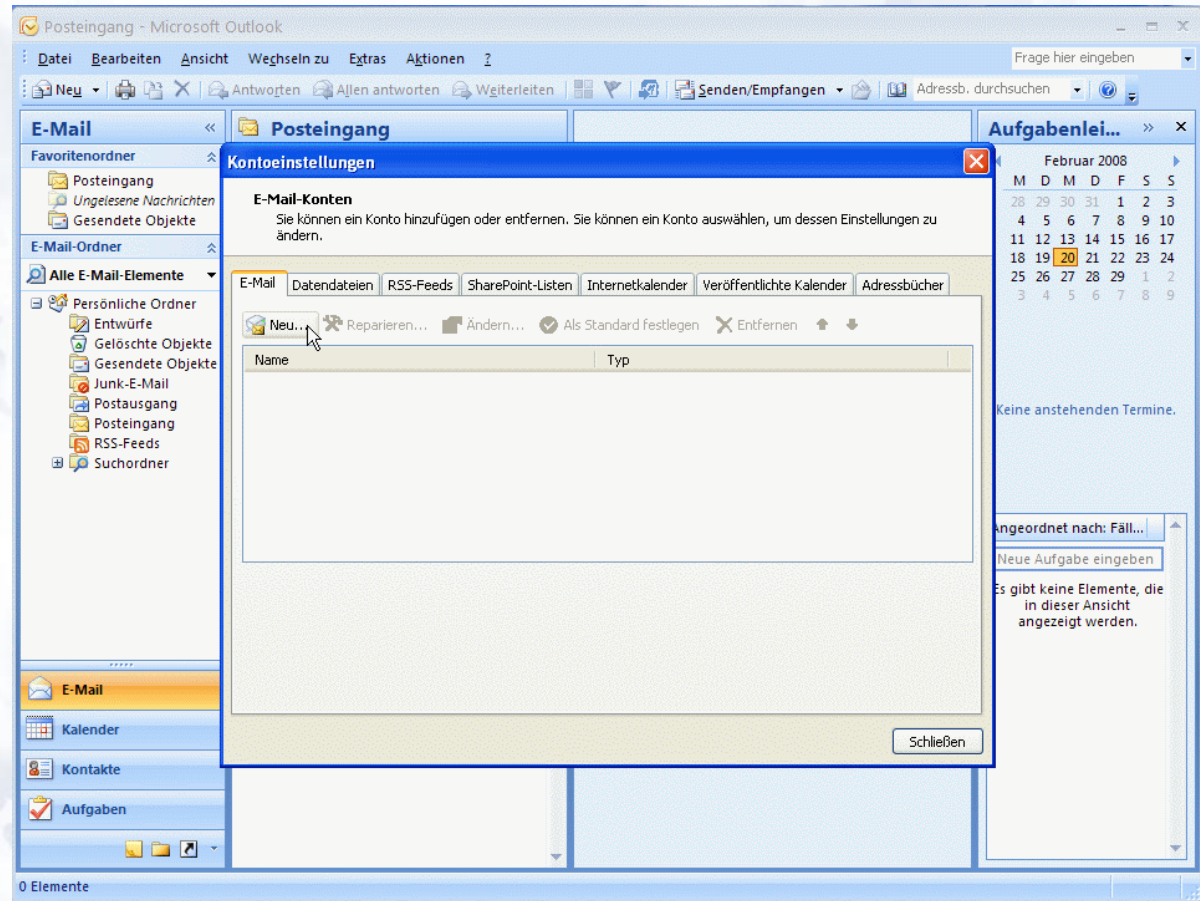 Posteingang - Microsoft Outlook
Datei Bearbeiten Ansicht Wechseln zu Extras Aktionen ? Frage hier eingeben
Neu Antworten Allen antworten Weiterleiten Senden/Empfangen Adressb. durchsuchen
E-Mail «
Favoritenordner
Posteingang
Ungelesene Nachrichten
Gesendete Objekte
E-Mail-Ordner
Alle E-Mail-Elemente
Persönliche Ordner
Entwürfe
Gelöschte Objekte
Gesendete Objekte
Junk-E-Mail
Postausgang
Posteingang
RSS-Feeds
Suchordner
E-Mail
Kalender
Kontakte
Aufgaben
0 Elemente
Posteingang
Kontoeinstellungen
E-Mail-Konten
Sie können ein Konto hinzufügen oder entfernen. Sie können ein Konto auswählen, um dessen Einstellungen zu
ändern.
E-Mail Datendateien RSS-Feeds SharePoint-Listen Internetkalender Veröffentlichte Kalender Adressbücher
Neu... Reparieren... Ändern... Als Standard festlegen Entfernen
Name Typ
Schließen
Aufgabenlei... »
Februar 2008
M D M D F S S
28 29 30 31 1 2 3
4 5 6 7 8 9 10
11 12 13 14 15 16 17
18 19 20 21 22 23 24
25 26 27 28 29 1 2
3 4 5 6 7 8 9
Keine anstehenden Termine.
Angeordnet nach: Fäll...
Neue Aufgabe eingeben
Es gibt keine Elemente, die
in dieser Ansicht
angezeigt werden.